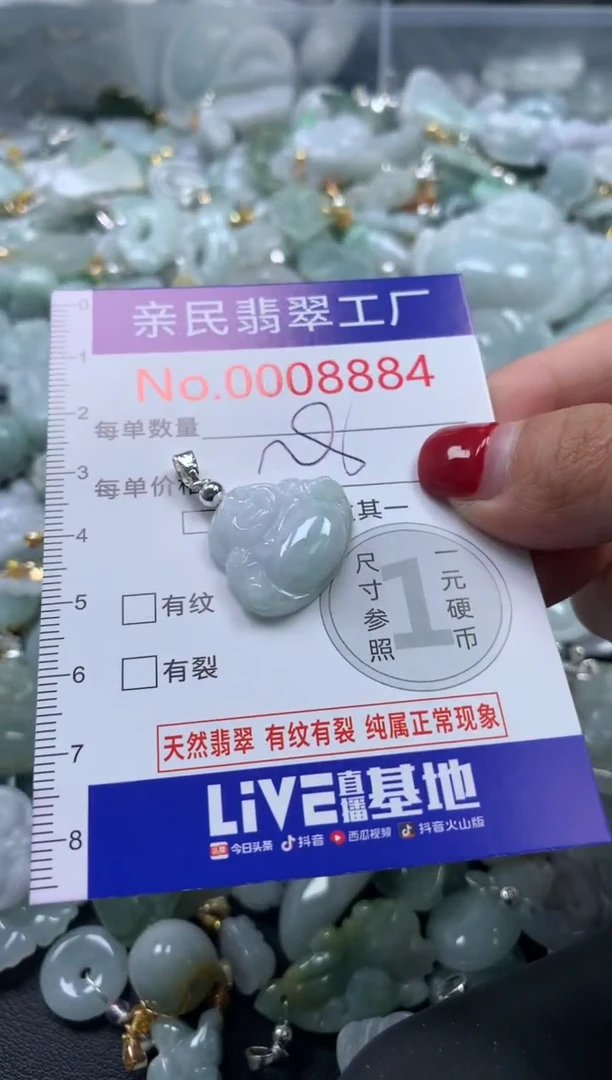 亲民翡翠工厂
No.0008884
每单数量
每单价格
其一
有纹
有裂
尺寸参照
1
一元硬币
天然翡翠 有纹有裂 纯属正常现象
LiVE直播基地
头条 今日头条 抖音 西瓜视频 抖音火山版
0
1
2
3
4
5
6
7
8